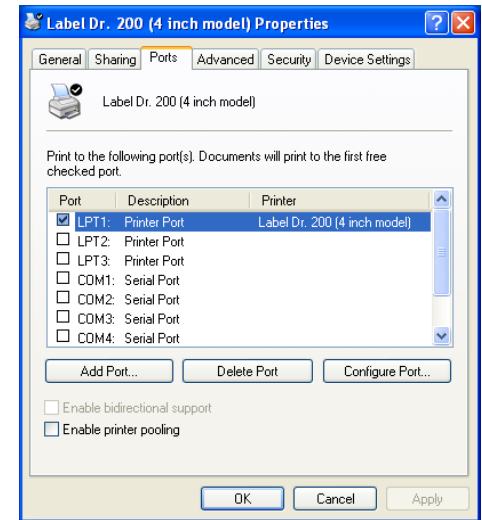 Label Dr. 200 (4 inch model) Properties
General Sharing Ports Advanced Security Device Settings
Label Dr. 200 (4 inch model)
Print to the following port(s). Documents will print to the first free
checked port.
Port Description Printer
LPT1: Printer Port Label Dr. 200 (4 inch model)
LPT2: Printer Port
LPT3: Printer Port
COM1: Serial Port
COM2: Serial Port
COM3: Serial Port
COM4: Serial Port
Add Port... Delete Port Configure Port...
Enable bidirectional support
Enable printer pooling
OK Cancel Apply